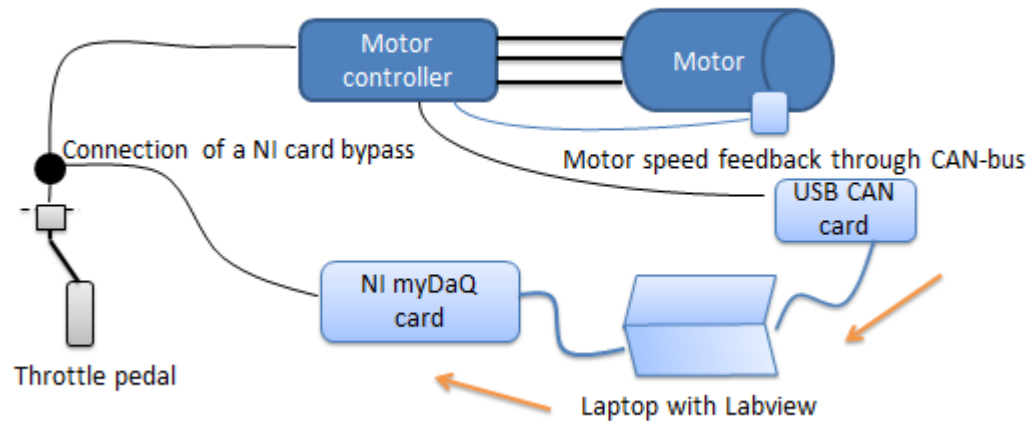 Motor
controller
Motor
Connection of a NI card bypass
Motor speed feedback through CAN-bus
USB CAN
card
NI myDaQ
card
Throttle pedal
Laptop with Labview